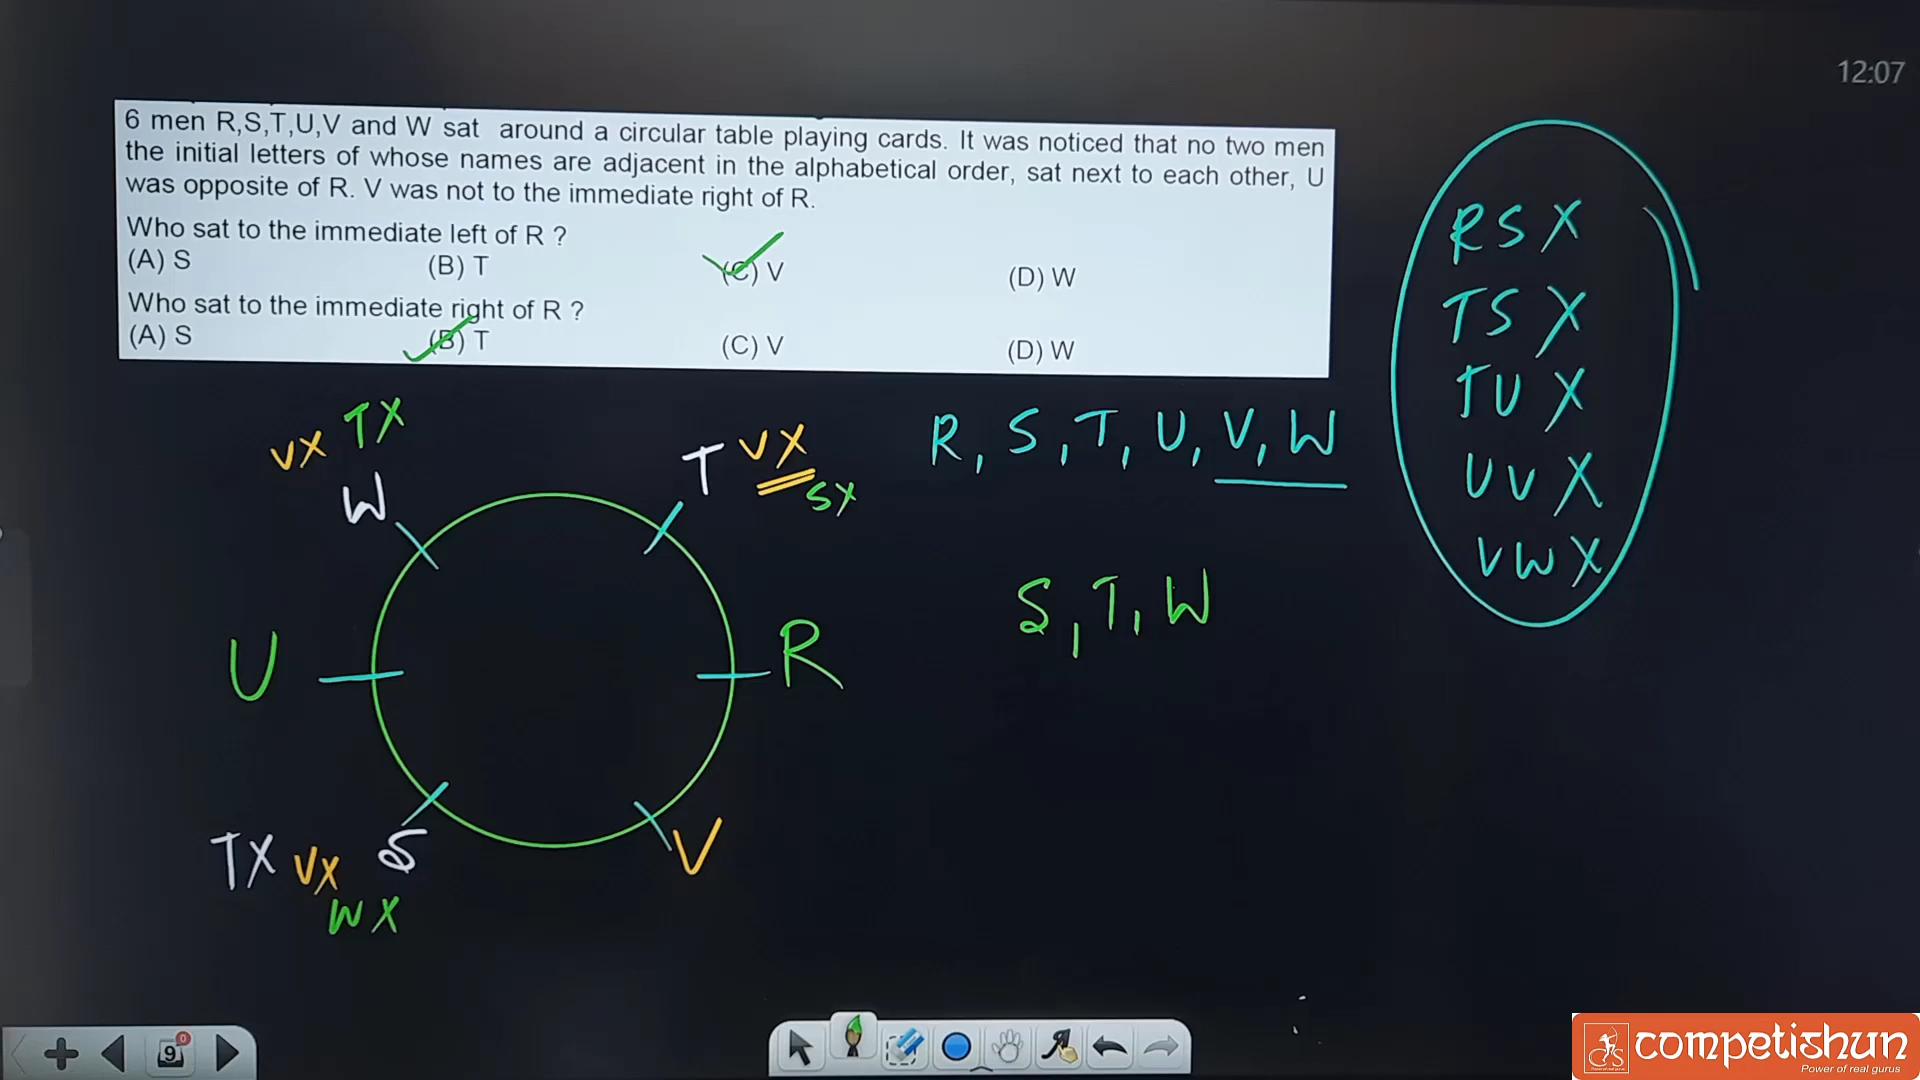 12:07
6 men R,S,T,U,V and W sat around a circular table playing cards. It was noticed that no two men
the initial letters of whose names are adjacent in the alphabetical order, sat next to each other, U
was opposite of R. V was not to the immediate right of R.
Who sat to the immediate left of R ?
(A) S (B) T (C) V (D) W
Who sat to the immediate right of R ?
(A) S (B) T (C) V (D) W
RS X
TS X
TU X
UV X
VW X
R, S, T, U, V, W
S, T, W
VX TX
W
T VX
SX
U
R
TX VX S
WX
V
9
0
competishun
Power of real gurus